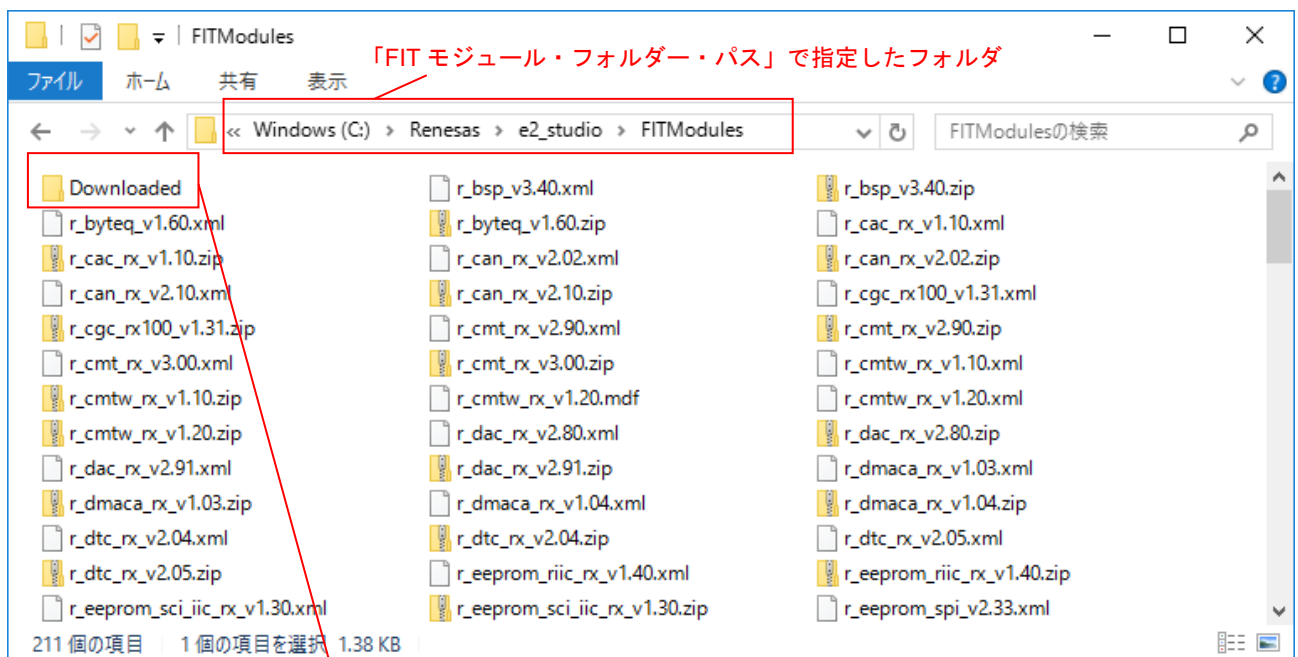 FITModules
「FIT モジュール・フォルダー・パス」で指定したフォルダ
ファイル ホーム 共有 表示
« Windows (C:) › Renesas › e2_studio › FITModules
FITModulesの検索
Downloaded r_bsp_v3.40.xml r_bsp_v3.40.zip
r_byteq_v1.60.xml r_byteq_v1.60.zip r_cac_rx_v1.10.xml
r_cac_rx_v1.10.zip r_can_rx_v2.02.xml r_can_rx_v2.02.zip
r_can_rx_v2.10.xml r_can_rx_v2.10.zip r_cgc_rx100_v1.31.xml
r_cgc_rx100_v1.31.zip r_cmt_rx_v2.90.xml r_cmt_rx_v2.90.zip
r_cmt_rx_v3.00.xml r_cmt_rx_v3.00.zip r_cmtw_rx_v1.10.xml
r_cmtw_rx_v1.10.zip r_cmtw_rx_v1.20.mdf r_cmtw_rx_v1.20.xml
r_cmtw_rx_v1.20.zip r_dac_rx_v2.80.xml r_dac_rx_v2.80.zip
r_dac_rx_v2.91.xml r_dac_rx_v2.91.zip r_dmaca_rx_v1.03.xml
r_dmaca_rx_v1.03.zip r_dmaca_rx_v1.04.xml r_dmaca_rx_v1.04.zip
r_dtc_rx_v2.04.xml r_dtc_rx_v2.04.zip r_dtc_rx_v2.05.xml
r_dtc_rx_v2.05.zip r_eeprom_riic_rx_v1.40.xml r_eeprom_riic_rx_v1.40.zip
r_eeprom_sci_iic_rx_v1.30.xml r_eeprom_sci_iic_rx_v1.30.zip r_eeprom_spi_v2.33.xml
211 個の項目 1 個の項目を選択 1.38 KB